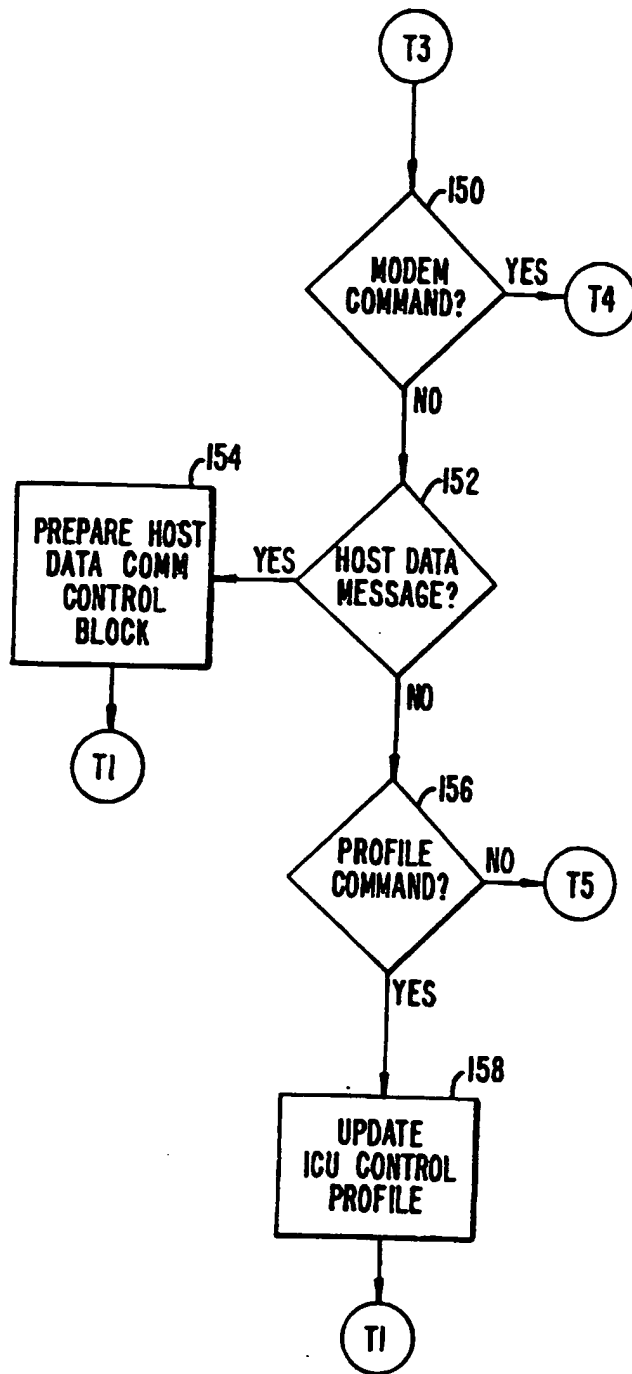 T3
150
MODEM
COMMAND?
YES
T4
NO
152
HOST DATA
MESSAGE?
YES
154
PREPARE HOST
DATA COMM
CONTROL
BLOCK
T1
NO
156
PROFILE
COMMAND?
NO
T5
YES
158
UPDATE
ICU CONTROL
PROFILE
T1